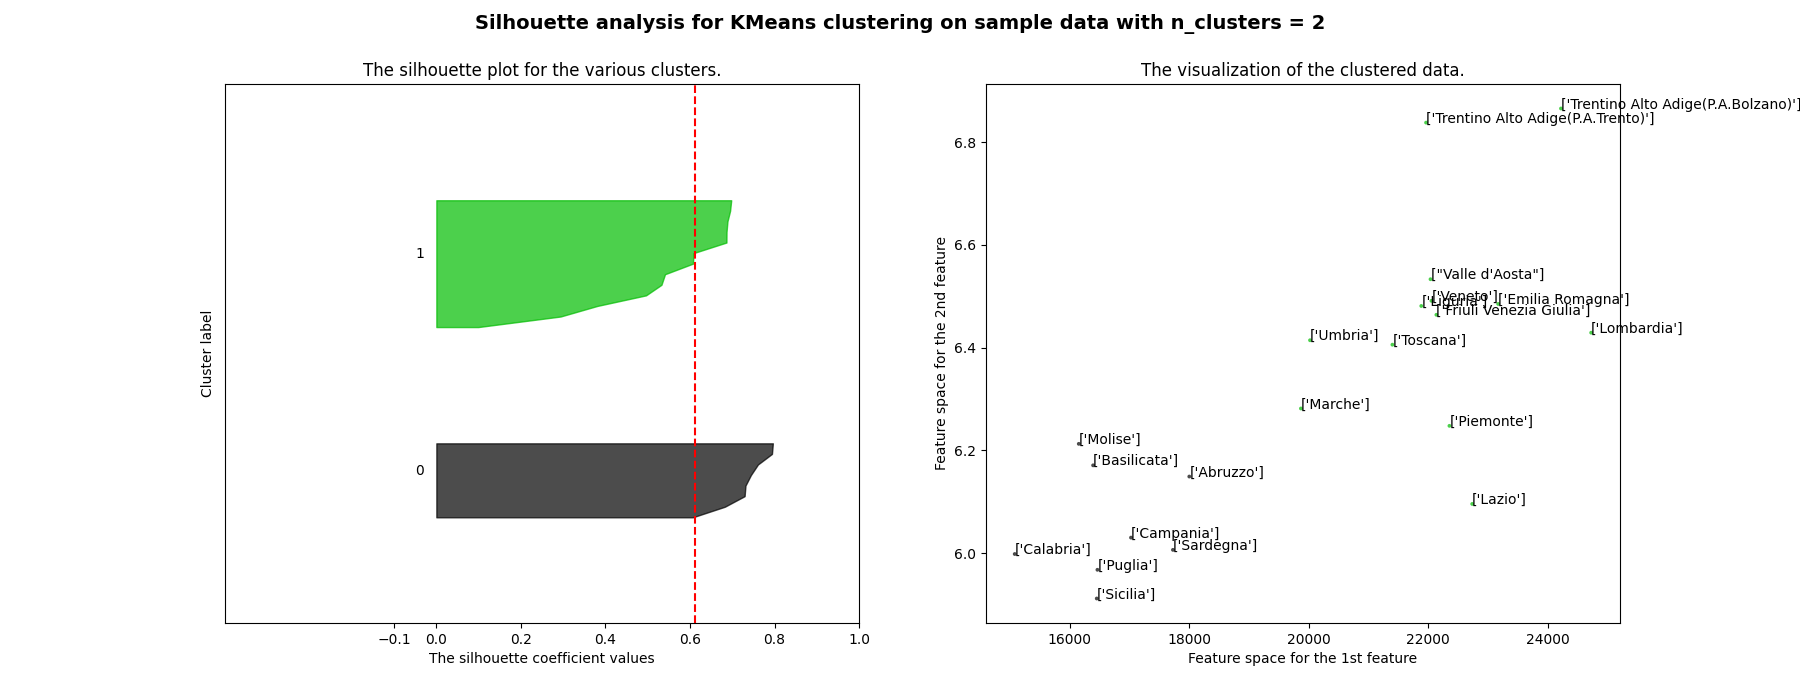 Silhouette analysis for KMeans clustering on sample data with n_clusters = 2
The silhouette plot for the various clusters.
1
0
Cluster label
−0.1 0.0 0.2 0.4 0.6 0.8 1.0
The silhouette coefficient values
The visualization of the clustered data.
['Trentino Alto Adige(P.A.Bolzano)']
['Trentino Alto Adige(P.A.Trento)']
["Valle d'Aosta"]
['Veneto']
['Emilia Romagna']
['Liguria']
['Friuli Venezia Giulia']
['Lombardia']
['Umbria']
['Toscana']
['Marche']
['Piemonte']
['Molise']
['Basilicata']
['Abruzzo']
['Lazio']
['Campania']
['Sardegna']
['Calabria']
['Puglia']
['Sicilia']
6.8
6.6
6.4
6.2
6.0
Feature space for the 2nd feature
16000 18000 20000 22000 24000
Feature space for the 1st feature